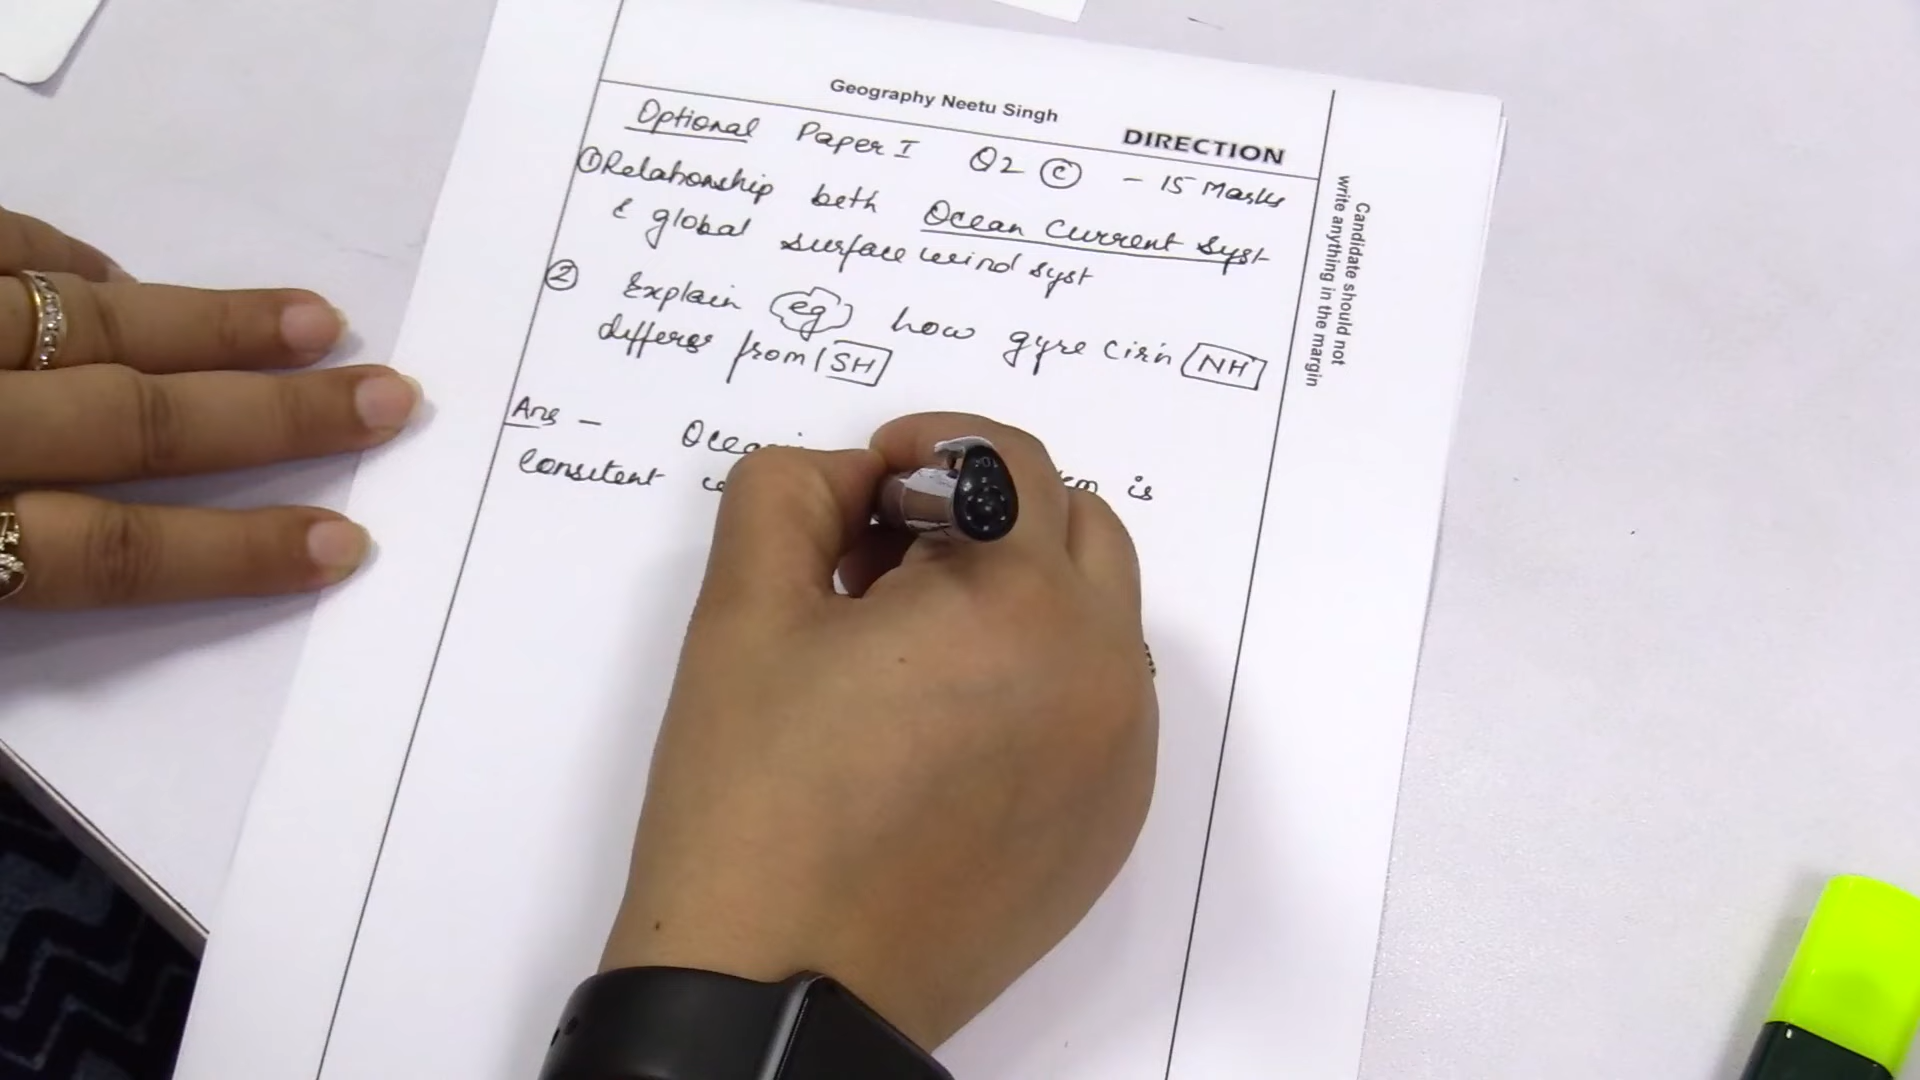 Geography Neetu Singh
DIRECTION
Optional Paper I Q2 (C) - 15 Marks
① Relationship betn Ocean Current Syst
& global surface wind syst
② Explain eg how gyre cirn NH
differs from SH
Ans -
consitent
is
Candidate should not
write anything in the margin